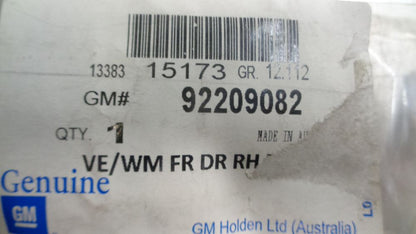 13383 15173 GR. 12.112
GM# 92209082
QTY. 1 MADE IN
VE/WM FR DR RH
Genuine
GM
GM Holden Ltd (Australia)